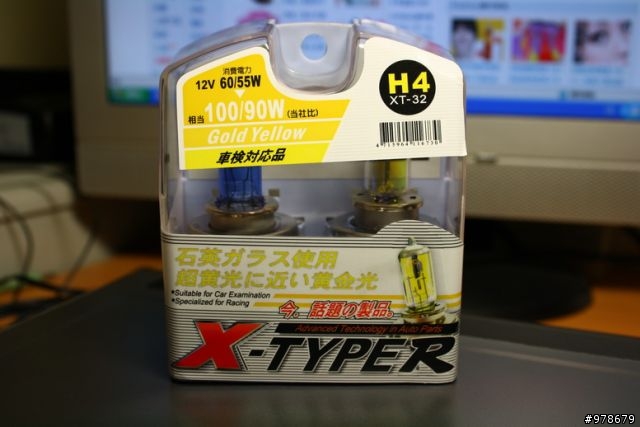 消費電力
12V 60/55W
相当 100/90W (当社比)
Gold Yellow
車検対応品
H4
XT-32
4 715964 116730
石英ガラス使用
超黄光に近い黄金光
•Suitable for Car Examination
•Specialized for Racing
今。話題の製品。
Advanced Technology in Auto Parts
X-TYPER
#978679